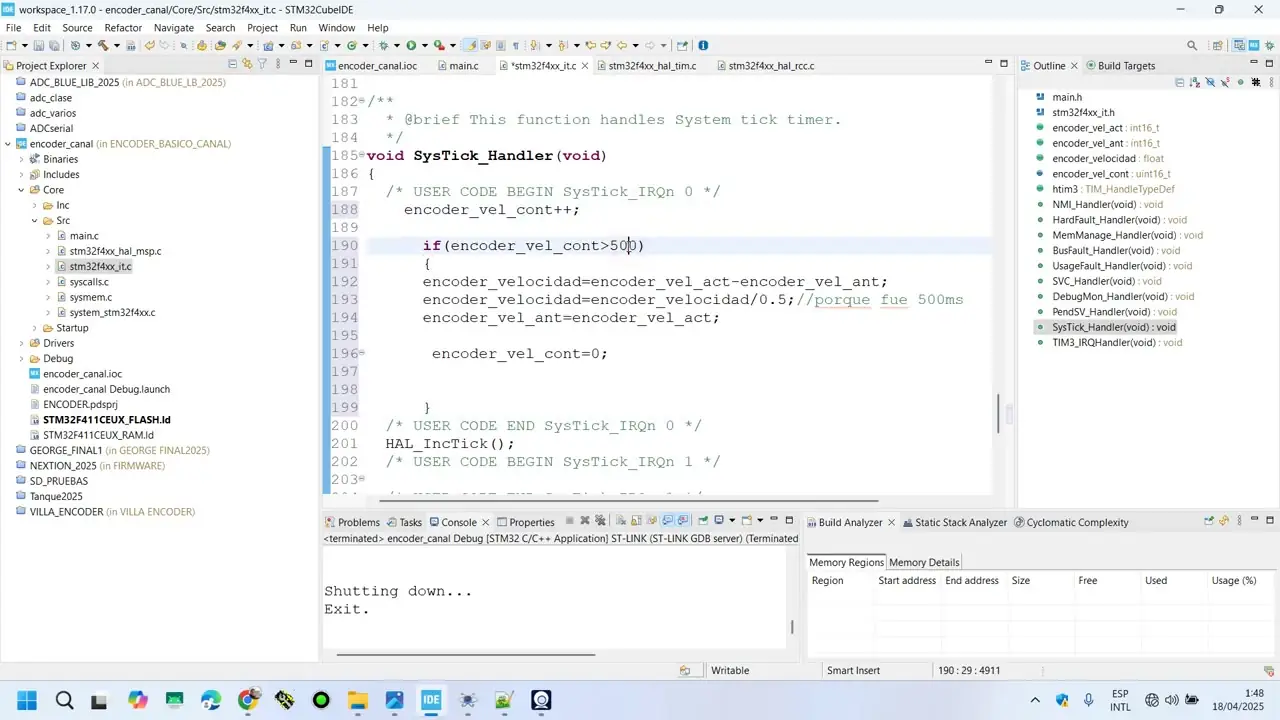 workspace_1.17.0 - encoder_canal/Core/Src/stm32f4xx_it.c - STM32CubeIDE
File Edit Source Refactor Navigate Search Project Run Window Help
Project Explorer
ADC_BLUE_LIB_2025 (in ADC_BLUE_LIB_2025)
adc_clase
adc_varios
ADCserial
encoder_canal (in ENCODER_BASICO_CANAL)
Binaries
Includes
Core
Inc
Src
main.c
stm32f4xx_hal_msp.c
stm32f4xx_it.c
syscalls.c
sysmem.c
system_stm32f4xx.c
Startup
Drivers
Debug
encoder_canal.ioc
encoder_canal Debug.launch
ENCODER.pdsprj
STM32F411CEUX_FLASH.ld
STM32F411CEUX_RAM.ld
GEORGE_FINAL1 (in GEORGE FINAL2025)
NEXTION_2025 (in FIRMWARE)
SD_PRUEBAS
Tanque2025
VILLA_ENCODER (in VILLA ENCODER)
encoder_canal.ioc main.c *stm32f4xx_it.c stm32f4xx_hal_tim.c stm32f4xx_hal_rcc.c
181
182 /**
183 * @brief This function handles System tick timer.
184 */
185 void SysTick_Handler(void)
186 {
187 /* USER CODE BEGIN SysTick_IRQn 0 */
188 encoder_vel_cont++;
189
190 if(encoder_vel_cont>500)
191 {
192 encoder_velocidad=encoder_vel_act-encoder_vel_ant;
193 encoder_velocidad=encoder_velocidad/0.5;//porque fue 500ms
194 encoder_vel_ant=encoder_vel_act;
195
196 encoder_vel_cont=0;
197
198
199 }
200 /* USER CODE END SysTick_IRQn 0 */
201 HAL_IncTick();
202 /* USER CODE BEGIN SysTick_IRQn 1 */
203
Outline Build Targets
main.h
stm32f4xx_it.h
encoder_vel_act : int16_t
encoder_vel_ant : int16_t
encoder_velocidad : float
encoder_vel_cont : uint16_t
htim3 : TIM_HandleTypeDef
NMI_Handler(void) : void
HardFault_Handler(void) : void
MemManage_Handler(void) : void
BusFault_Handler(void) : void
UsageFault_Handler(void) : void
SVC_Handler(void) : void
DebugMon_Handler(void) : void
PendSV_Handler(void) : void
SysTick_Handler(void) : void
TIM3_IRQHandler(void) : void
Problems Tasks Console Properties
<terminated> encoder_canal Debug [STM32 C/C++ Application] ST-LINK (ST-LINK GDB server) (Terminated
Shutting down...
Exit.
Build Analyzer Static Stack Analyzer Cyclomatic Complexity
Memory Regions Memory Details
Region Start address End address Size Free Used Usage (%)
Writable Smart Insert 190 : 29 : 4911
IDE
ESP
INTL
1:48
18/04/2025